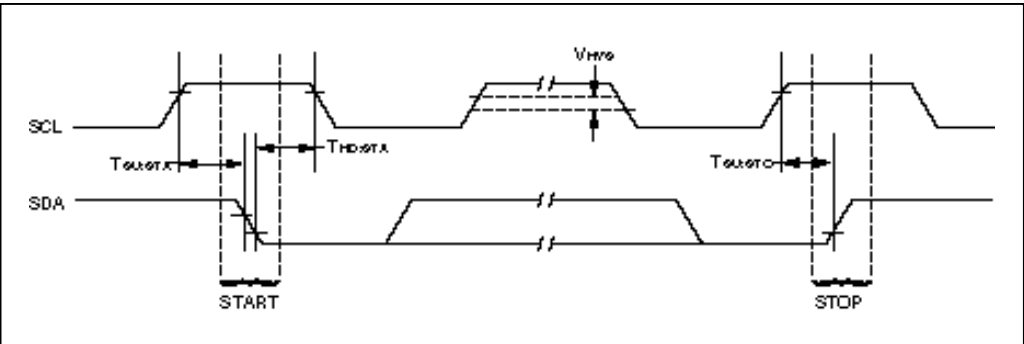 VHYS
SCL
THD:STA
TSU:STA
TSU:STO
SDA
START
STOP